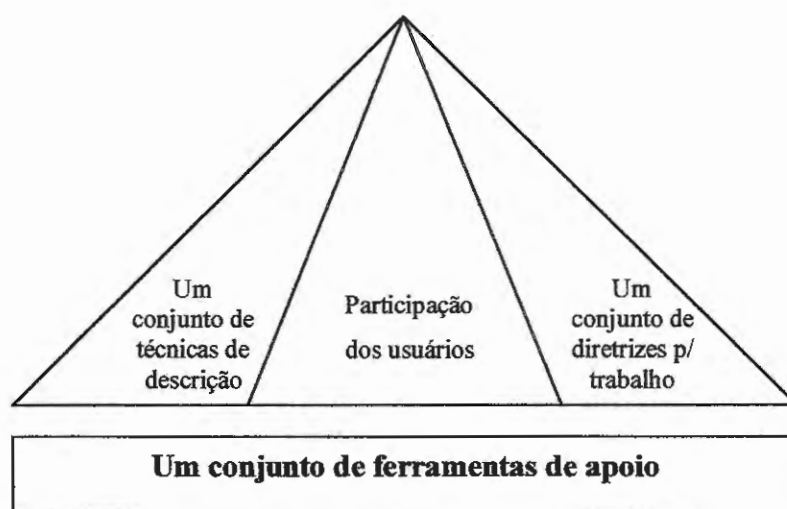 Um
conjunto de
técnicas de
descrição
Participação
dos usuários
Um
conjunto de
diretrizes p/
trabalho
Um conjunto de ferramentas de apoio